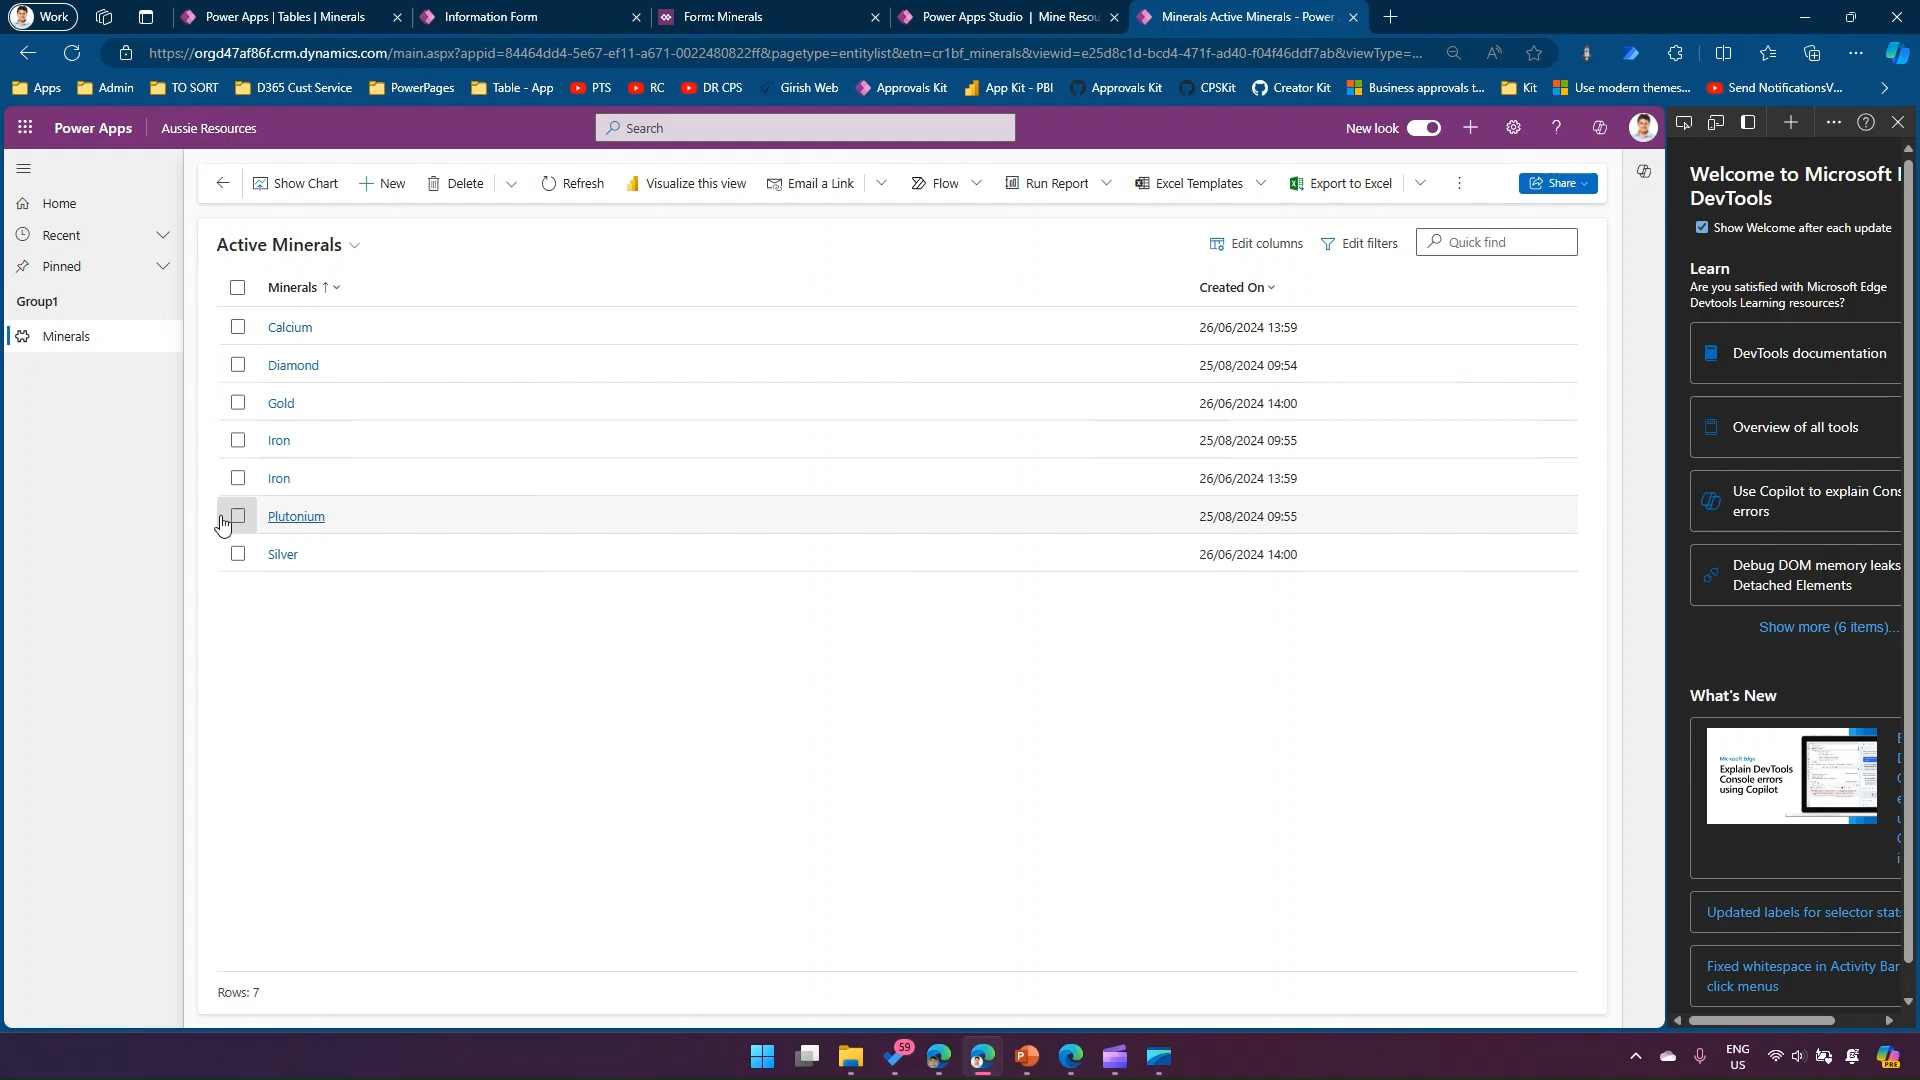 Work
Power Apps | Tables | Minerals
Information Form
Form: Minerals
Power Apps Studio | Mine Resou
Minerals Active Minerals - Power
https://orgd47af86f.crm.dynamics.com/main.aspx?appid=84464dd4-5e67-ef11-a671-0022480822ff&pagetype=entitylist&etn=cr1bf_minerals&viewid=e25d8c1d-bcd4-471f-ad40-f04f46ddf7ab&viewType=...
Apps
Admin
TO SORT
D365 Cust Service
PowerPages
Table - App
PTS
RC
DR CPS
Girish Web
Approvals Kit
App Kit - PBI
Approvals Kit
CPSKit
Creator Kit
Business approvals t...
Kit
Use modern themes...
Send NotificationsV...
Power Apps
Aussie Resources
Search
New look
Home
Recent
Pinned
Group1
Minerals
Show Chart
New
Delete
Refresh
Visualize this view
Email a Link
Flow
Run Report
Excel Templates
Export to Excel
Share
Active Minerals
Edit columns
Edit filters
Quick find
Minerals ↑
Created On
Calcium 26/06/2024 13:59
Diamond 25/08/2024 09:54
Gold 26/06/2024 14:00
Iron 25/08/2024 09:55
Iron 26/06/2024 13:59
Plutonium 25/08/2024 09:55
Silver 26/06/2024 14:00
Rows: 7
Welcome to Microsoft
DevTools
Show Welcome after each update
Learn
Are you satisfied with Microsoft Edge
Devtools Learning resources?
DevTools documentation
Overview of all tools
Use Copilot to explain Cons
errors
Debug DOM memory leaks
Detached Elements
Show more (6 items)...
What's New
Microsoft Edge
Explain DevTools
Console errors
using Copilot
Updated labels for selector stat
Fixed whitespace in Activity Bar
click menus
59
ENG
US
PRE